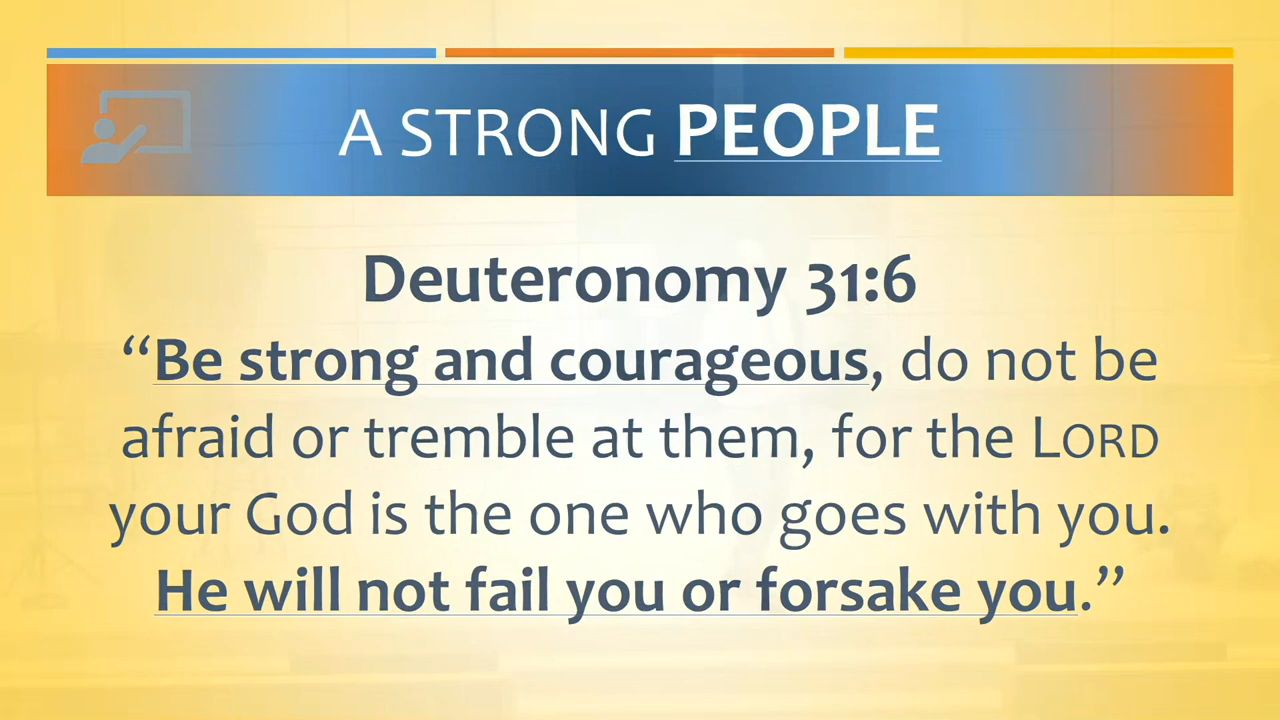 A STRONG PEOPLE
Deuteronomy 31:6
“Be strong and courageous, do not be
afraid or tremble at them, for the LORD
your God is the one who goes with you.
He will not fail you or forsake you.”